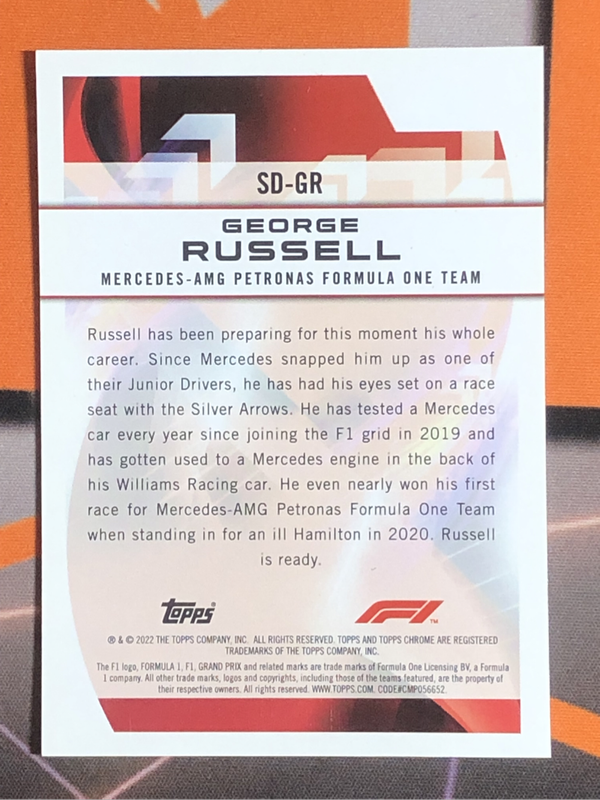 SD-GR
GEORGE
RUSSELL
MERCEDES-AMG PETRONAS FORMULA ONE TEAM
Russell has been preparing for this moment his whole
career. Since Mercedes snapped him up as one of
their Junior Drivers, he has had his eyes set on a race
seat with the Silver Arrows. He has tested a Mercedes
car every year since joining the F1 grid in 2019 and
has gotten used to a Mercedes engine in the back of
his Williams Racing car. He even nearly won his first
race for Mercedes-AMG Petronas Formula One Team
when standing in for an ill Hamilton in 2020. Russell
is ready.
Topps® F1™
® & © 2022 THE TOPPS COMPANY, INC. ALL RIGHTS RESERVED. TOPPS AND TOPPS CHROME ARE REGISTERED
TRADEMARKS OF THE TOPPS COMPANY, INC.
The F1 logo, FORMULA 1, F1, GRAND PRIX and related marks are trade marks of Formula One Licensing BV, a Formula
1 company. All other trade marks, logos and copyrights, including those of the teams featured, are the property of
their respective owners. All rights reserved. WWW.TOPPS.COM. CODE#CMP056652.